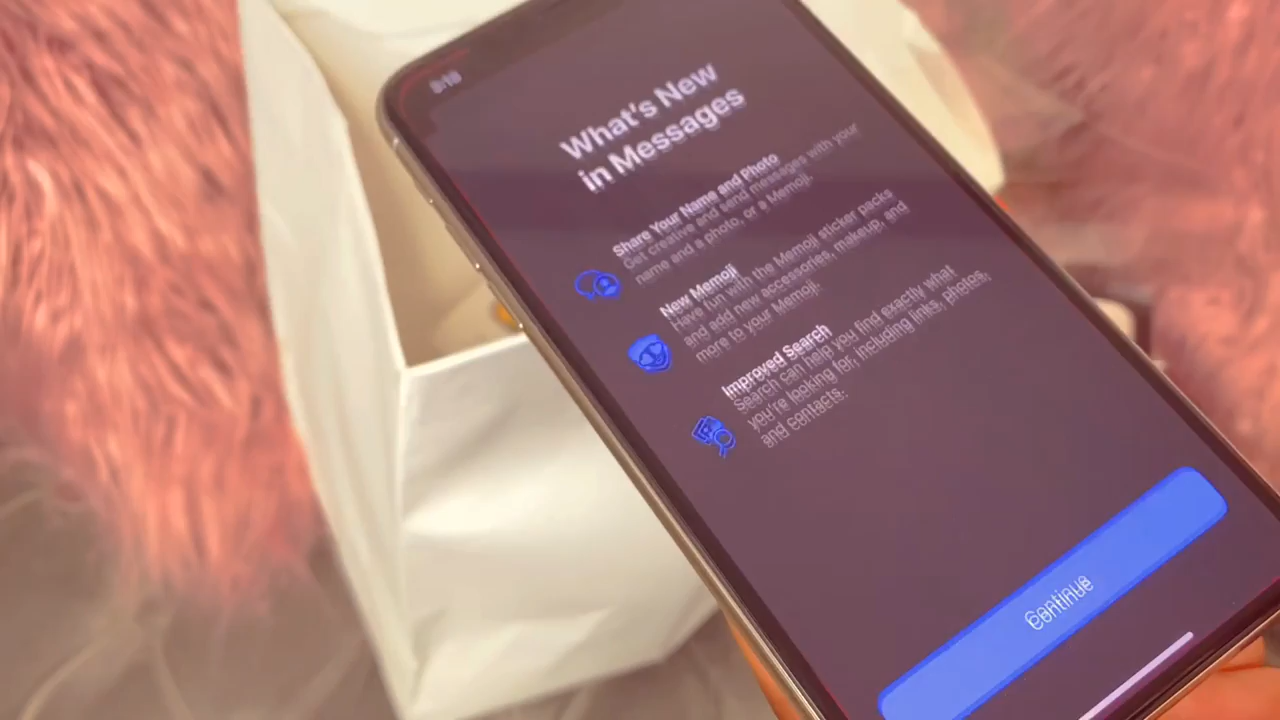 What's New
in Messages
Share Your Name and Photo
Get creative and send messages with your
name and a photo, or a Memoji.
New Memoji
Have fun with the Memoji sticker packs
and add new accessories, makeup, and
more to your Memoji.
Improved Search
Search can help you find exactly what
you're looking for, including links, photos,
and contacts.
Continue